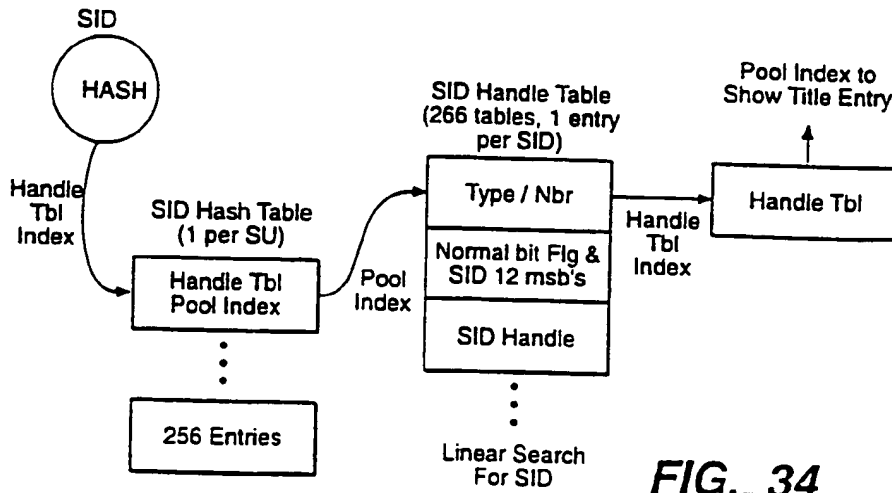 SID
HASH
Handle
Tbl
Index
SID Hash Table
(1 per SU)
Handle Tbl
Pool Index
256 Entries
Pool
Index
SID Handle Table
(266 tables, 1 entry
per SID)
Type / Nbr
Normal bit Flg &
SID 12 msb's
SID Handle
Linear Search
For SID
Handle
Tbl
Index
Pool Index to
Show Title Entry
Handle Tbl
FIG._ 34